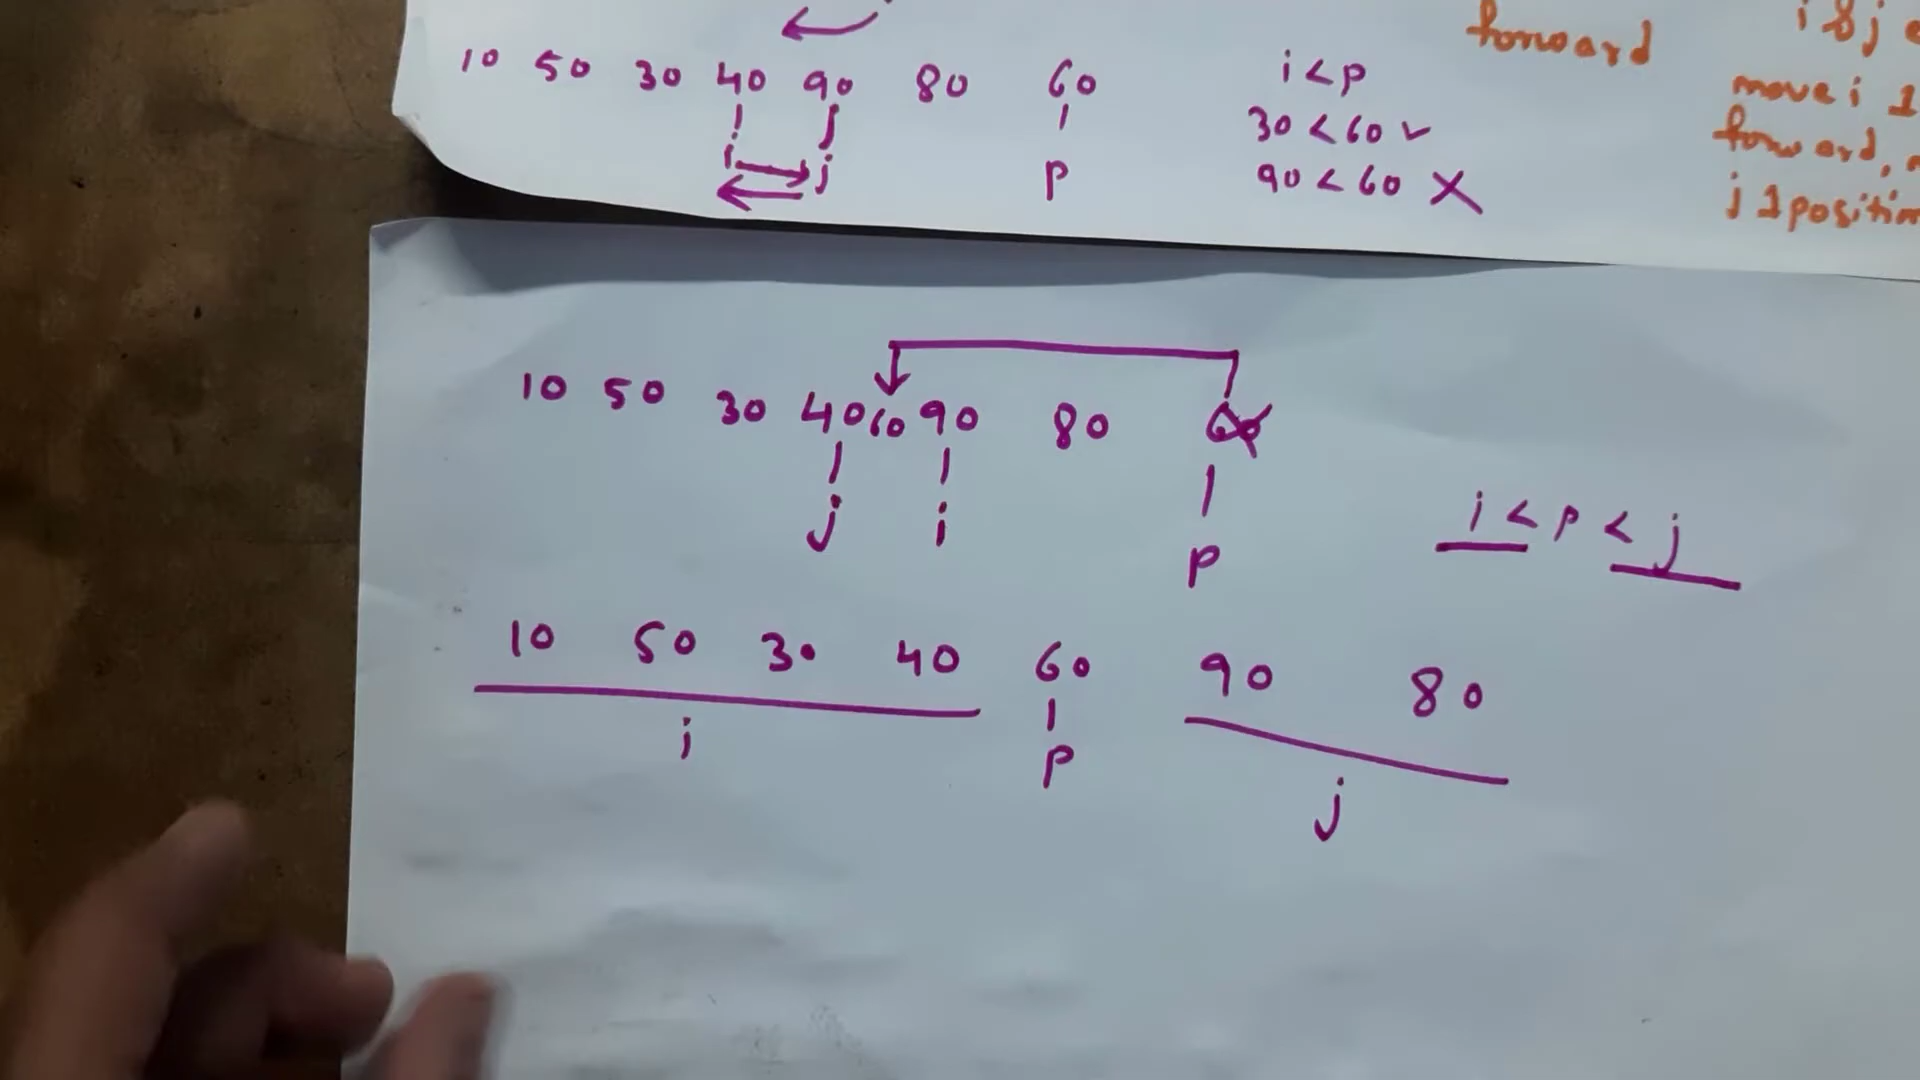 10 50 30 40 90 80 60
i j p
i < p
30 < 60 ✓
90 < 60 X
forward
i & j
move i 1
forward,
j 1 position
10 50 30 40 60 90 80 60
j i p
i < p < j
10 50 30 40 60 90 80
i p j